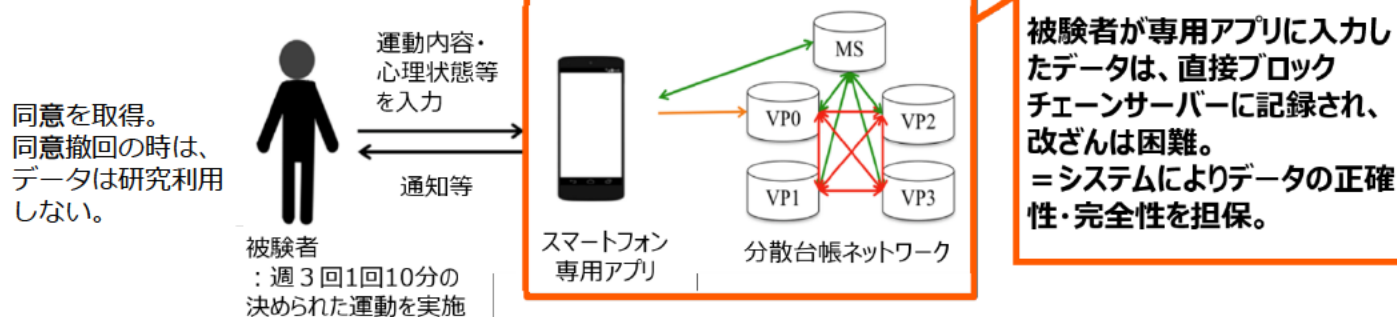 同意を取得。
同意撤回の時は、
データは研究利用
しない。
運動内容・
心理状態等
を入力
通知等
被験者
：週３回1回10分の
決められた運動を実施
スマートフォン
専用アプリ
MS
VP0
VP2
VP1
VP3
分散台帳ネットワーク
被験者が専用アプリに入力し
たデータは、直接ブロック
チェーンサーバーに記録され、
改ざんは困難。
＝システムによりデータの正確
性・完全性を担保。